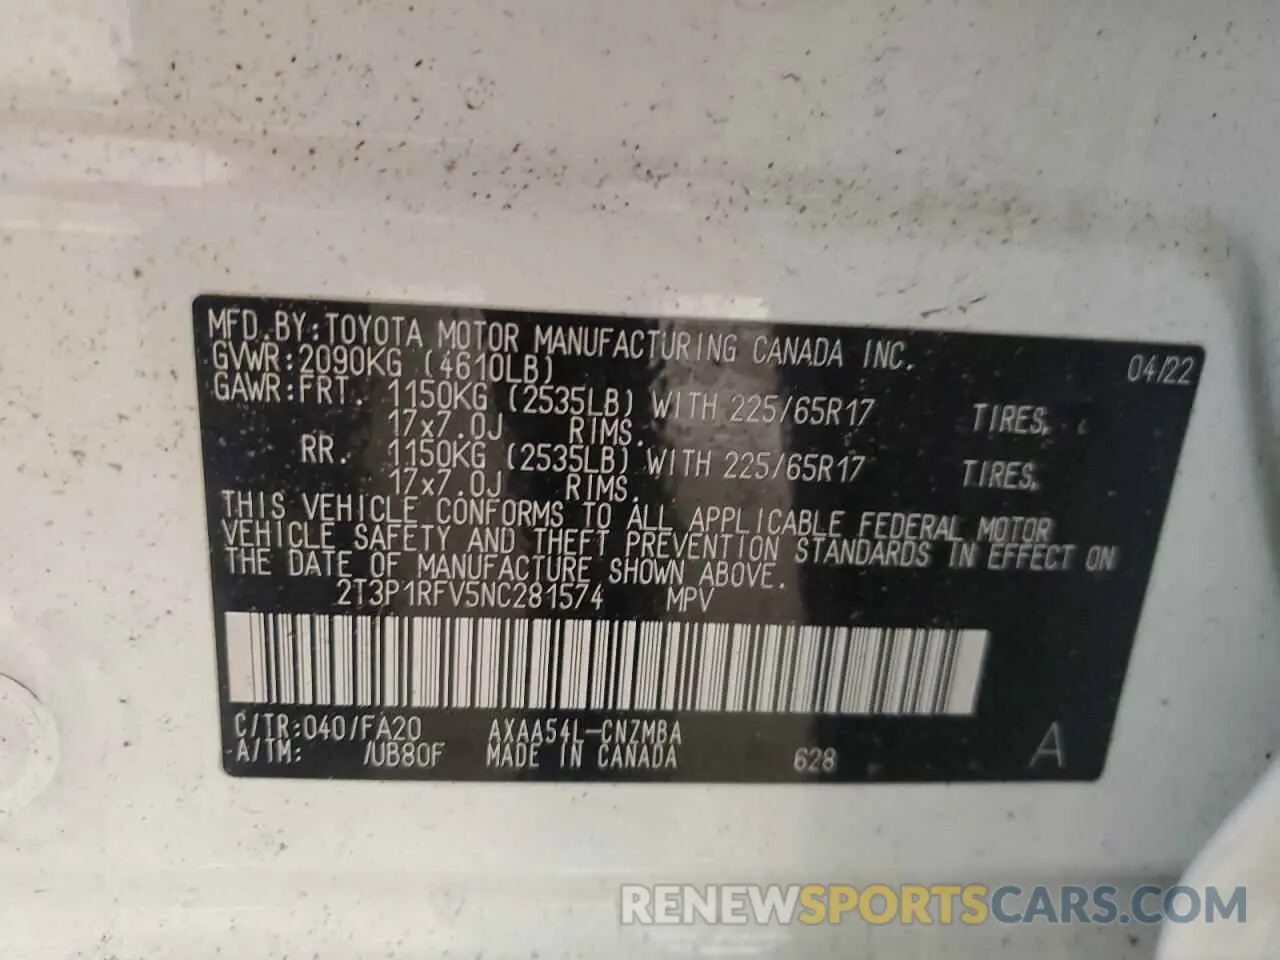 MFD. BY: TOYOTA MOTOR MANUFACTURING CANADA INC. 04/22
GVWR: 2090KG (4610LB)
GAWR: FRT. 1150KG (2535LB) WITH 225/65R17 TIRES,
17x7.0J RIMS.
RR. 1150KG (2535LB) WITH 225/65R17 TIRES,
17x7.0J RIMS.
THIS VEHICLE CONFORMS TO ALL APPLICABLE FEDERAL MOTOR
VEHICLE SAFETY AND THEFT PREVENTION STANDARDS IN EFFECT ON
THE DATE OF MANUFACTURE SHOWN ABOVE.
2T3P1RFV5NC281574 MPV
C/TR:040/FA20 AXAA54L-CNZMBA
A/TM: /UB80F MADE IN CANADA 628 A
RENEWSPORTSCARS.COM